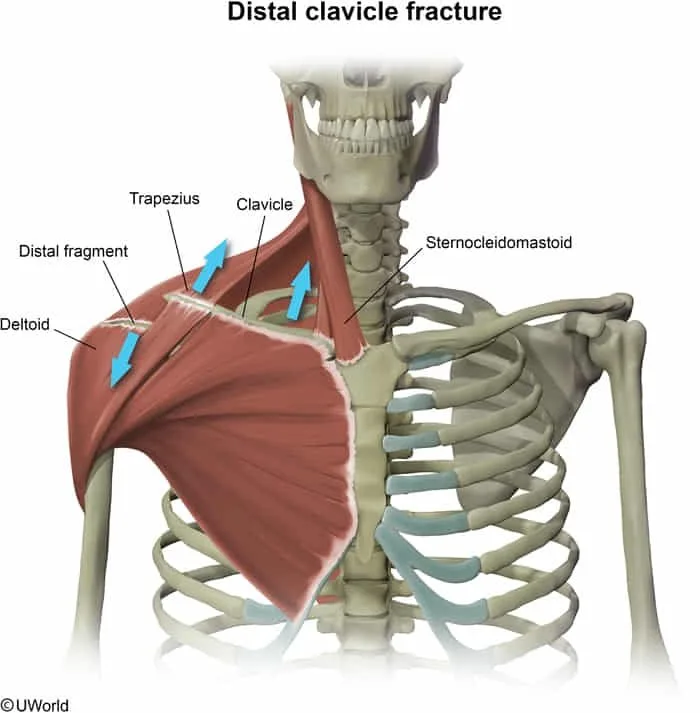 Distal clavicle fracture
Trapezius
Clavicle
Sternocleidomastoid
Distal fragment
Deltoid
©UWorld